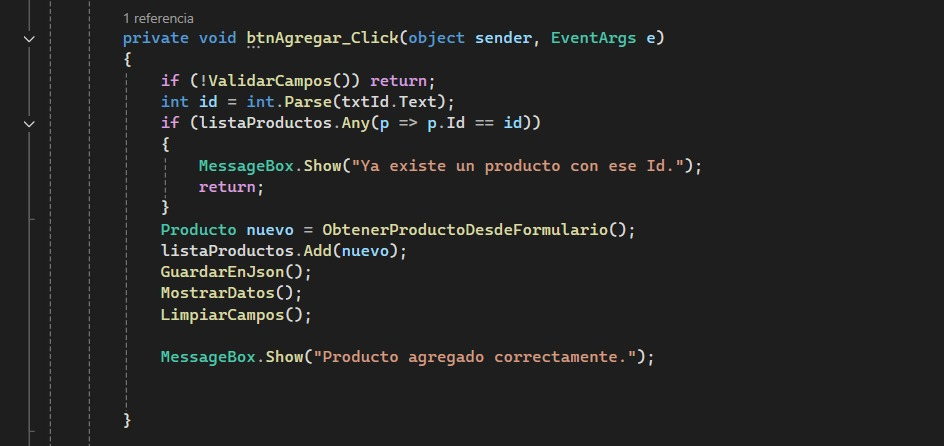 1 referencia
private void btnAgregar_Click(object sender, EventArgs e)
{
if (!ValidarCampos()) return;
int id = int.Parse(txtId.Text);
if (listaProductos.Any(p => p.Id == id))
{
MessageBox.Show("Ya existe un producto con ese Id.");
return;
}
Producto nuevo = ObtenerProductoDesdeFormulario();
listaProductos.Add(nuevo);
GuardarEnJson();
MostrarDatos();
LimpiarCampos();
MessageBox.Show("Producto agregado correctamente.");
}